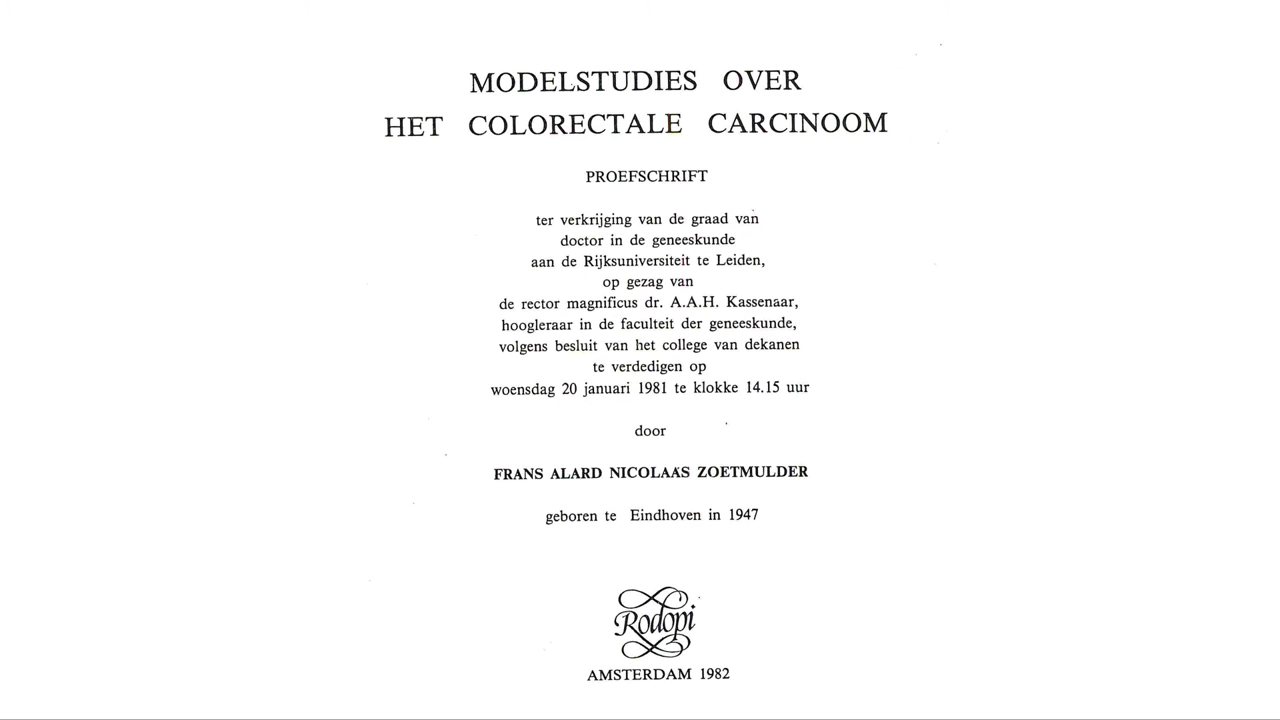 MODELSTUDIES OVER
HET COLORECTALE CARCINOOM
PROEFSCHRIFT
ter verkrijging van de graad van
doctor in de geneeskunde
aan de Rijksuniversiteit te Leiden,
op gezag van
de rector magnificus dr. A.A.H. Kassenaar,
hoogleraar in de faculteit der geneeskunde,
volgens besluit van het college van dekanen
te verdedigen op
woensdag 20 januari 1981 te klokke 14.15 uur
door
FRANS ALARD NICOLAAS ZOETMULDER
geboren te Eindhoven in 1947
Rodopi
AMSTERDAM 1982